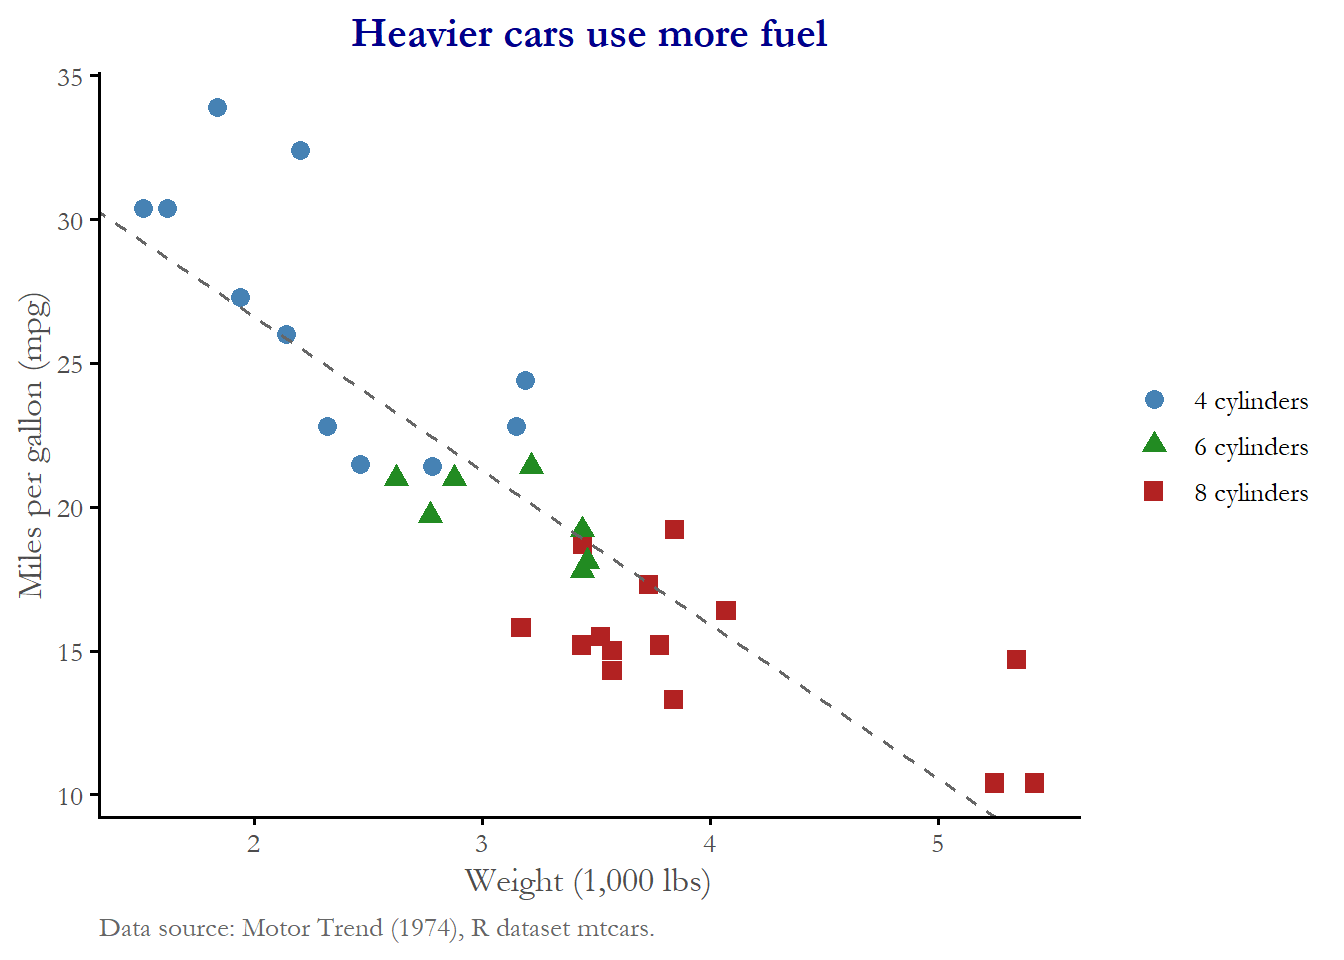 Heavier cars use more fuel
35
30
25
20
15
10
Miles per gallon (mpg)
2 3 4 5
Weight (1,000 lbs)
4 cylinders
6 cylinders
8 cylinders
Data source: Motor Trend (1974), R dataset mtcars.